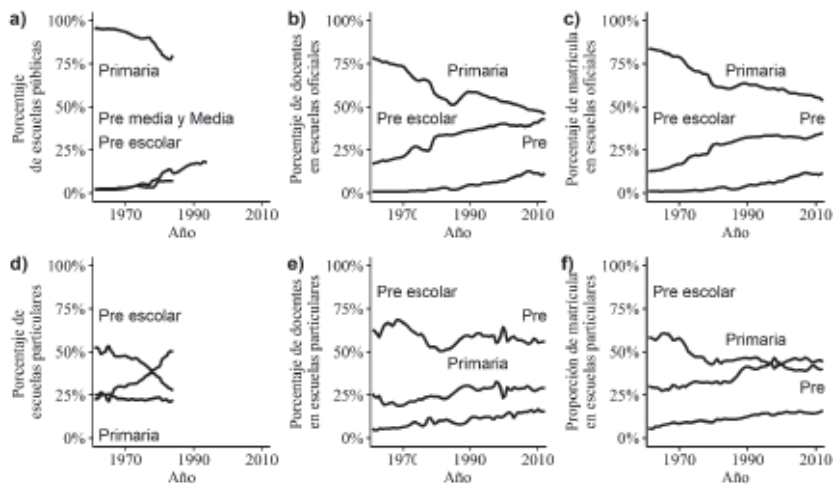 a)
Porcentaje
de escuelas públicas
100%
75%
50%
25%
0%
Primaria
Pre media y Media
Pre escolar
1970 1990 2010
Año
b)
Porcentaje de docentes
en escuelas oficiales
100%
75%
50%
25%
0%
Primaria
Pre escolar
Pre
1970 1990 2010
Año
c)
Porcentaje de matrícula
en escuelas oficiales
100%
75%
50%
25%
0%
Primaria
Pre escolar
Pre
1970 1990 2010
Año
d)
Porcentaje de
escuelas particulares
100%
75%
50%
25%
0%
Pre escolar
Primaria
1970 1990 2010
Año
e)
Porcentaje de docentes
en escuelas particulares
100%
75%
50%
25%
0%
Pre escolar
Pre
Primaria
1970 1990 2010
Año
f)
Proporción de matrícula
en escuelas particulares
100%
75%
50%
25%
0%
Pre escolar
Primaria
Pre
1970 1990 2010
Año